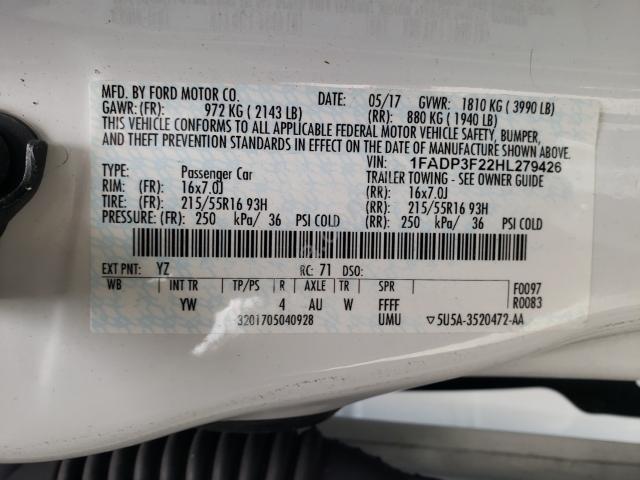 MFD. BY FORD MOTOR CO. DATE: 05/17 GVWR: 1810 KG ( 3990 LB)
GAWR: (FR): 972 KG ( 2143 LB) (RR): 880 KG ( 1940 LB)
THIS VEHICLE CONFORMS TO ALL APPLICABLE FEDERAL MOTOR VEHICLE SAFETY, BUMPER,
AND THEFT PREVENTION STANDARDS IN EFFECT ON THE DATE OF MANUFACTURE SHOWN ABOVE.
VIN: 1FADP3F22HL279426
TYPE: Passenger Car TRAILER TOWING - SEE OWNER GUIDE
RIM: (FR): 16x7.0J (RR): 16x7.0J
TIRE: (FR): 215/55R16 93H (RR): 215/55R16 93H
PRESSURE: (FR): 250 kPa/ 36 PSI COLD (RR): 250 kPa/ 36 PSI COLD
EXT PNT: YZ RC: 71 DSO:
WB INT TR TP/PS R AXLE TR SPR F0097
YW 4 AU W FFFF R0083
3201705040928 UMU ▽5U5A-3520472-AA